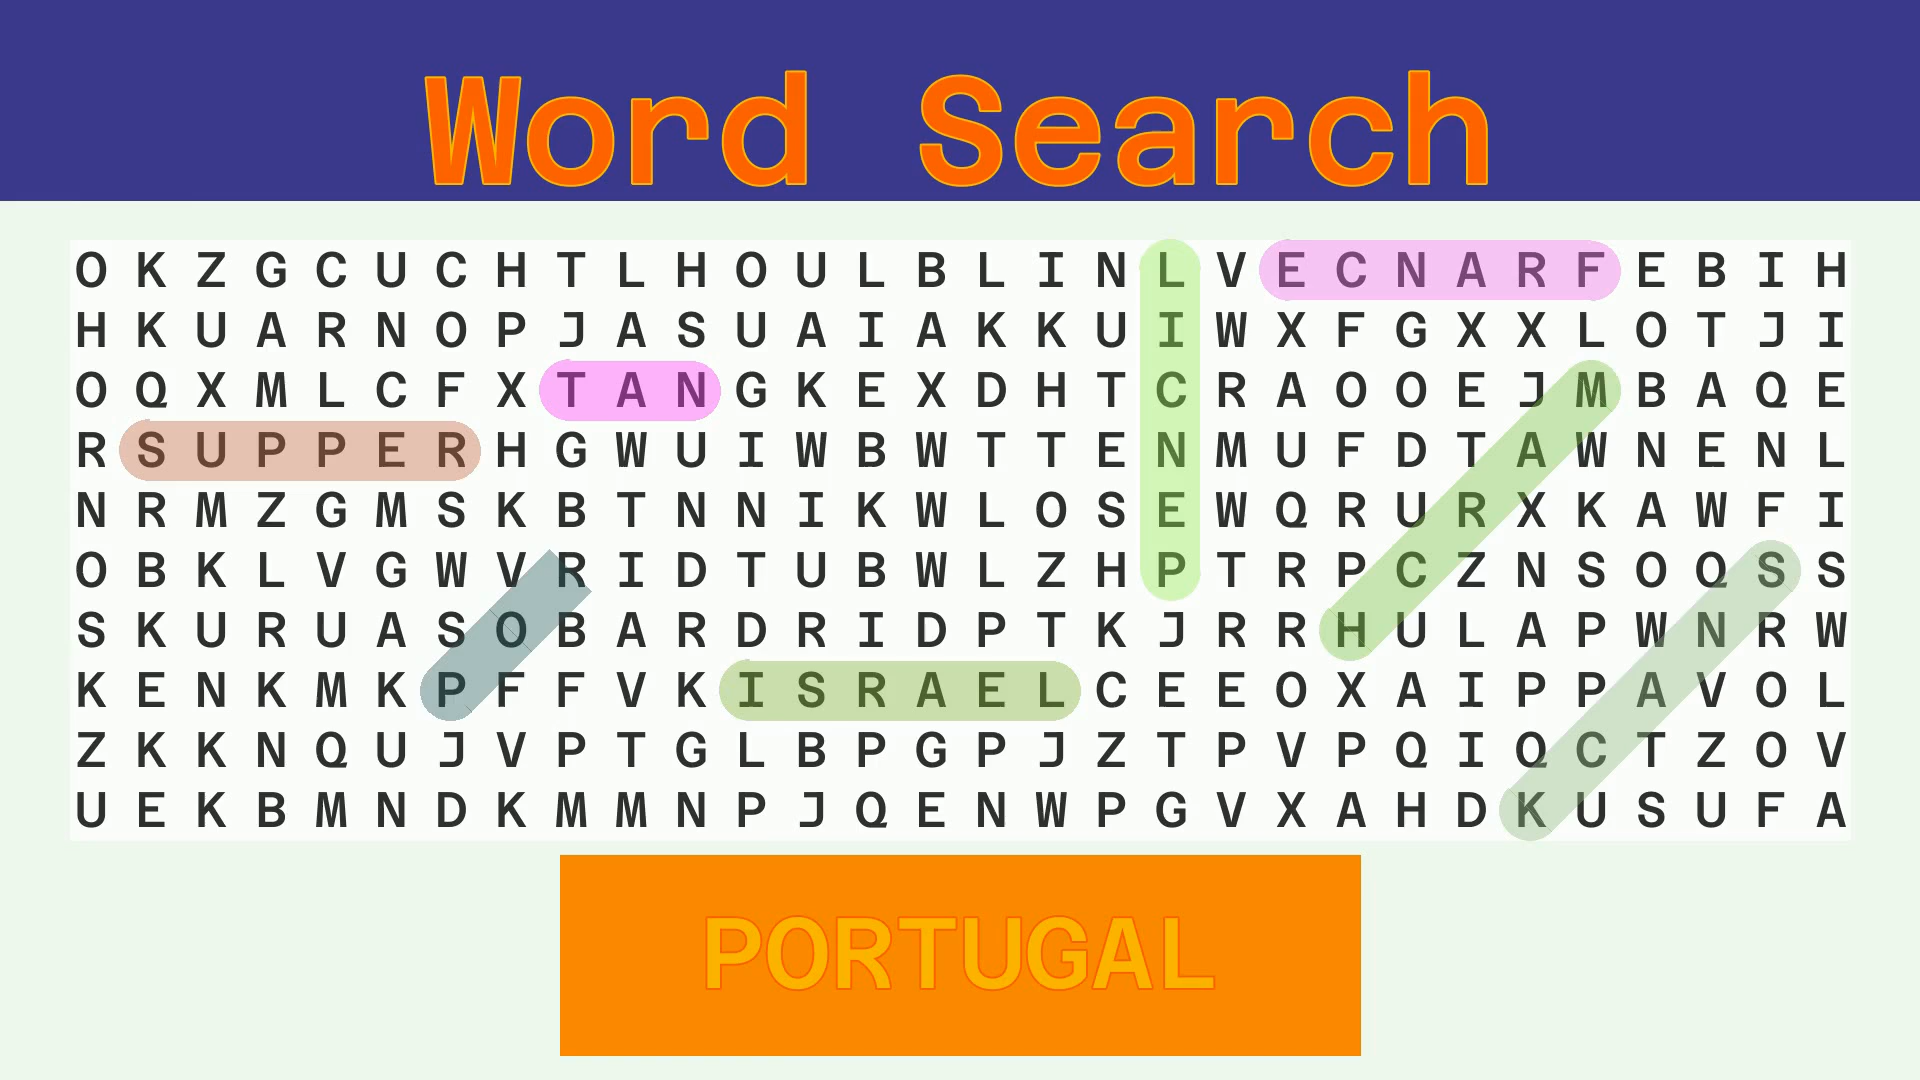 Word Search
O K Z G C U C H T L H O U L B L I N L V E C N A R F E B I H
H K U A R N O P J A S U A I A K K U I W X F G X X L O T J I
O Q X M L C F X T A N G K E X D H T C R A O O E J M B A Q E
R S U P P E R H G W U I W B W T T E N M U F D T A W N E N L
N R M Z G M S K B T N N I K W L O S E W Q R U R X K A W F I
O B K L V G W V R I D T U B W L Z H P T R P C Z N S O Q S S
S K U R U A S O B A R D R I D P T K J R R H U L A P W N R W
K E N K M K P F F V K I S R A E L C E E O X A I P P A V O L
Z K K N Q U J V P T G L B P G P J Z T P V P Q I Q C T Z O V
U E K B M N D K M M N P J Q E N W P G V X A H D K U S U F A
PORTUGAL